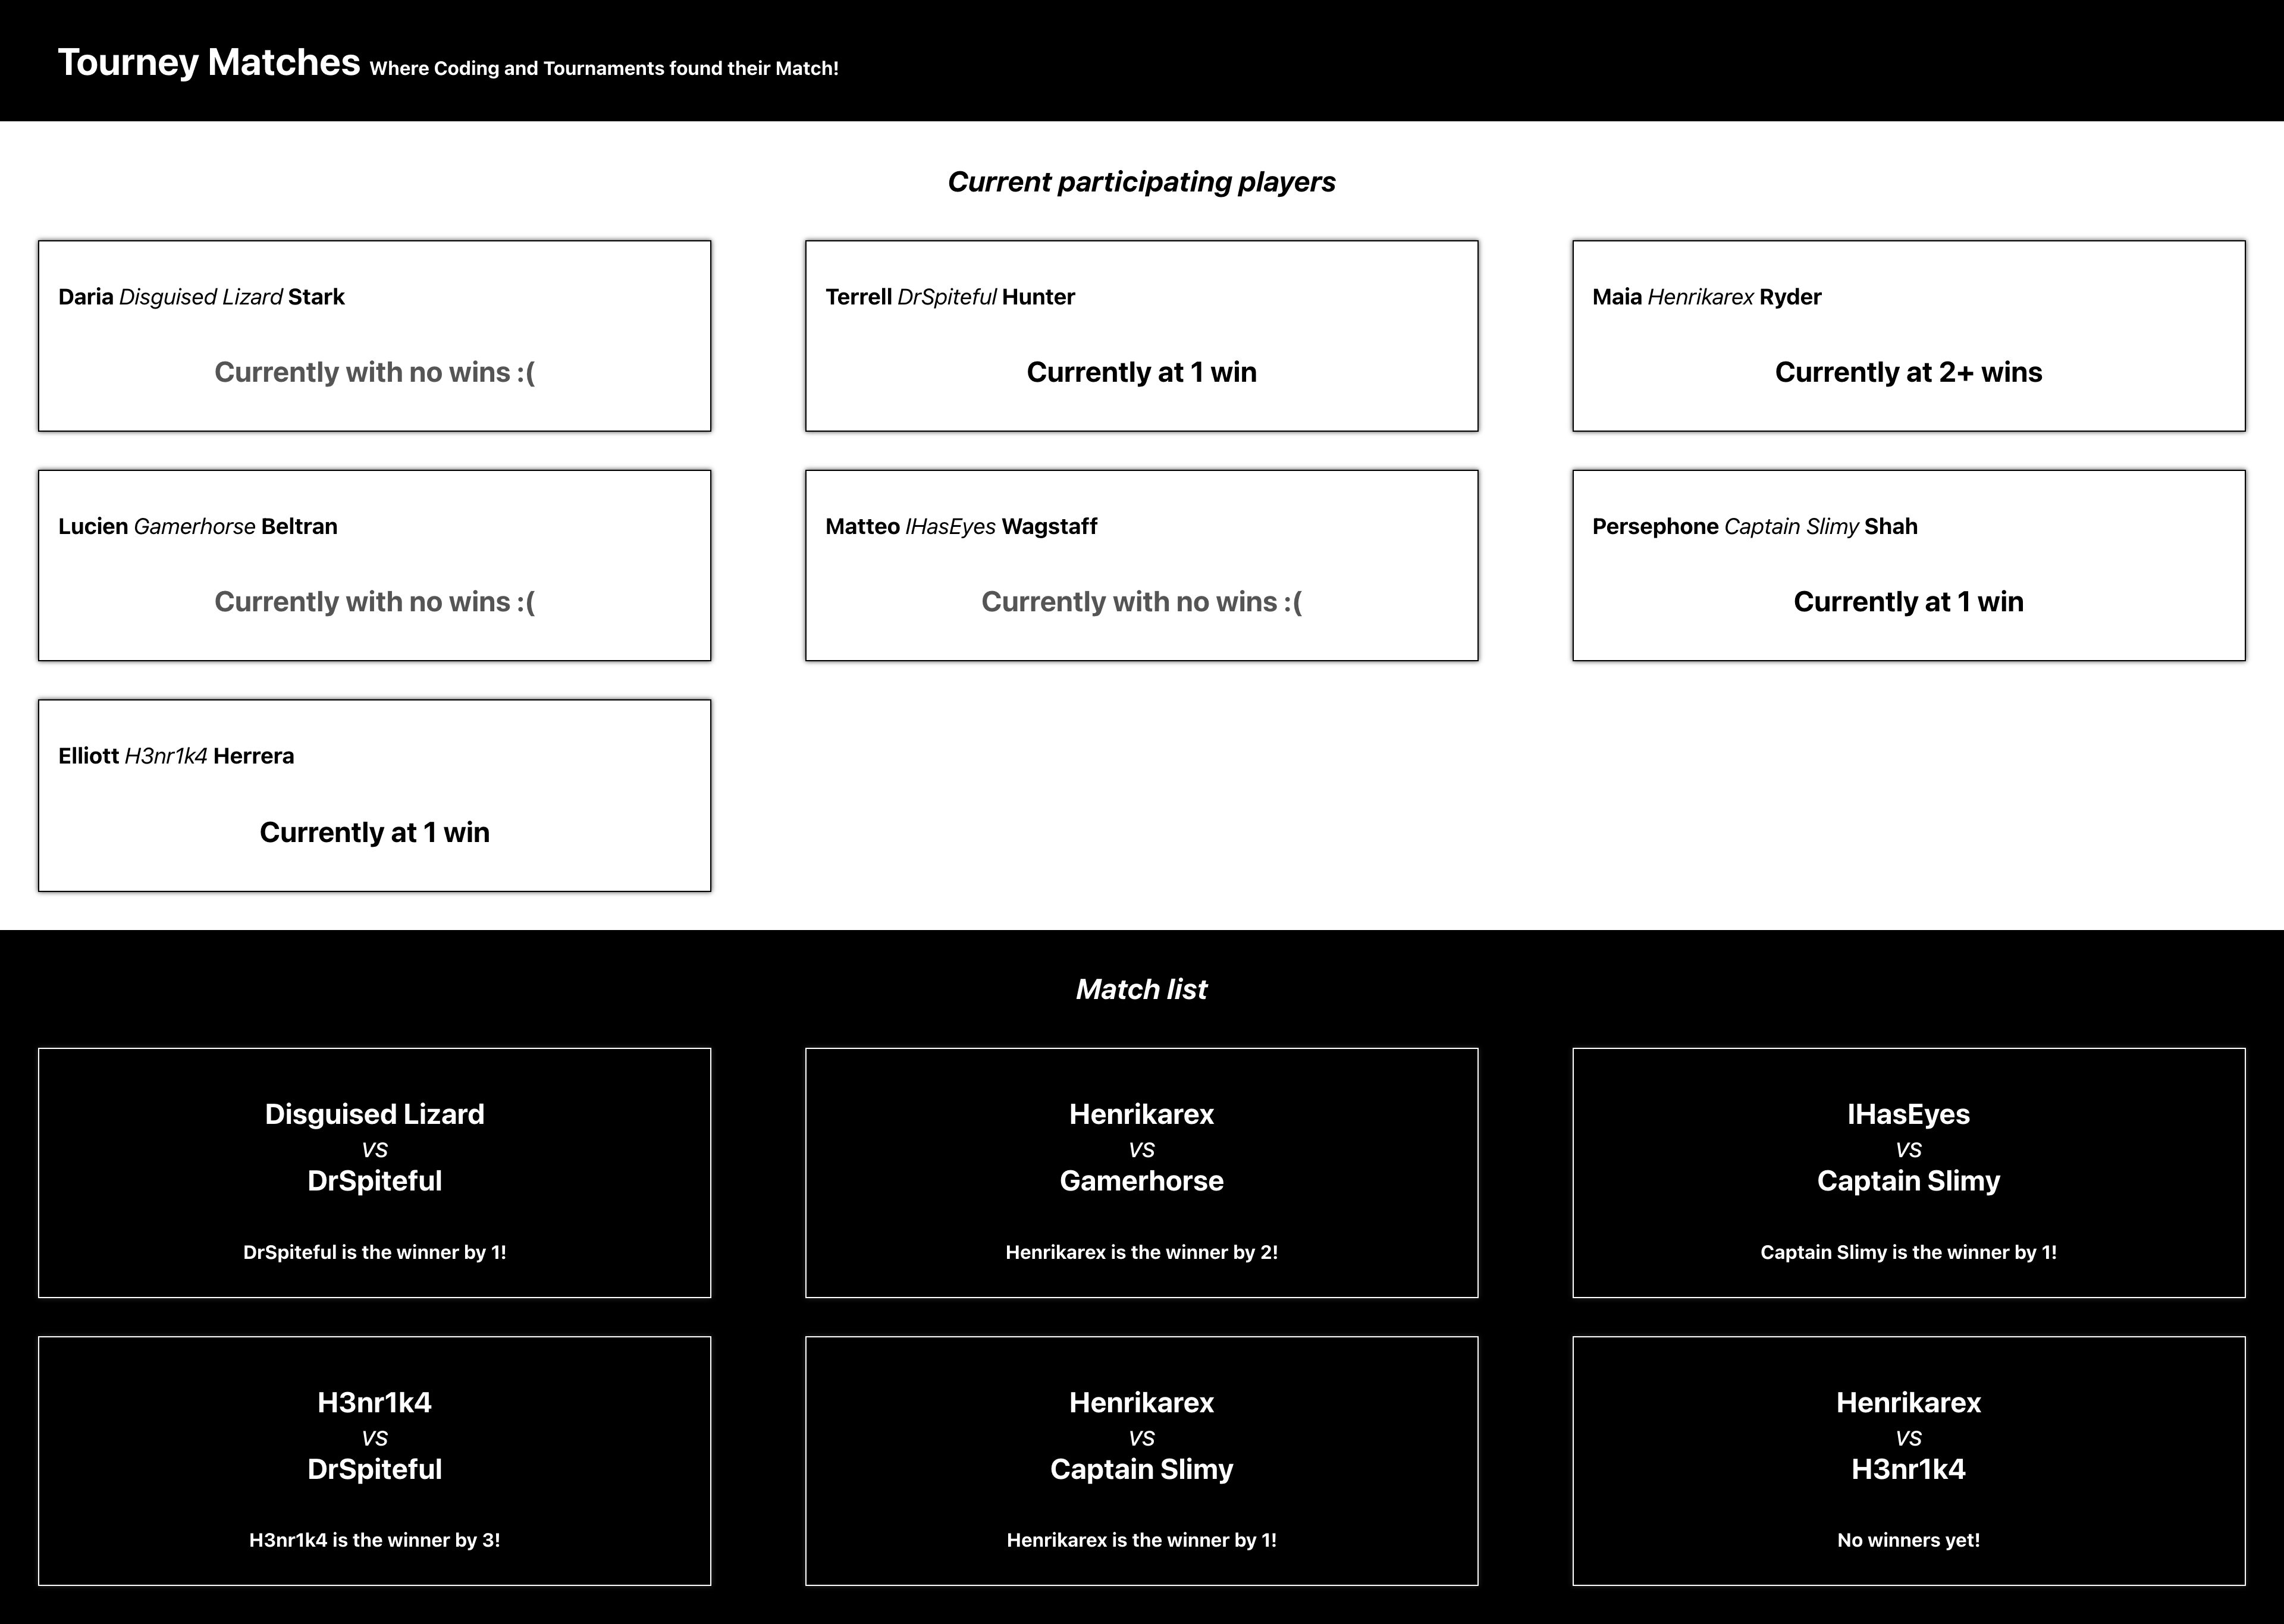 Tourney Matches Where Coding and Tournaments found their Match!
Current participating players
Daria Disguised Lizard Stark
Currently with no wins :(
Terrell DrSpiteful Hunter
Currently at 1 win
Maia Henrikarex Ryder
Currently at 2+ wins
Lucien Gamerhorse Beltran
Currently with no wins :(
Matteo IHasEyes Wagstaff
Currently with no wins :(
Persephone Captain Slimy Shah
Currently at 1 win
Elliott H3nr1k4 Herrera
Currently at 1 win
Match list
Disguised Lizard
vs
DrSpiteful
DrSpiteful is the winner by 1!
Henrikarex
vs
Gamerhorse
Henrikarex is the winner by 2!
IHasEyes
vs
Captain Slimy
Captain Slimy is the winner by 1!
H3nr1k4
vs
DrSpiteful
H3nr1k4 is the winner by 3!
Henrikarex
vs
Captain Slimy
Henrikarex is the winner by 1!
Henrikarex
vs
H3nr1k4
No winners yet!